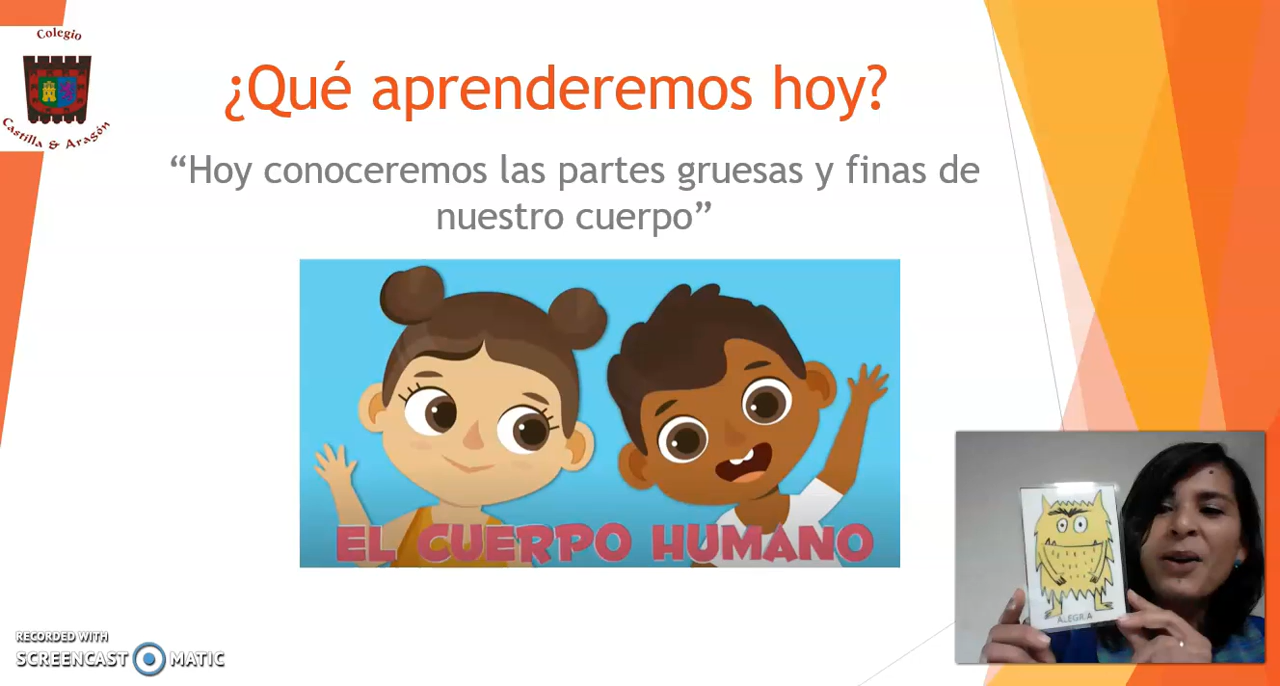 Colegio
Castilla & Aragón
¿Qué aprenderemos hoy?
“Hoy conoceremos las partes gruesas y finas de
nuestro cuerpo”
EL CUERPO HUMANO
ALEGRÍA
RECORDED WITH
SCREENCAST MATIC